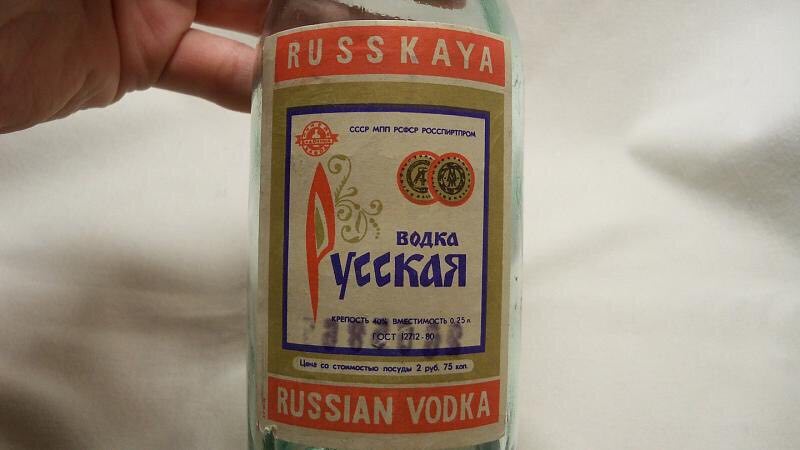 RUSSKAYA
СССР МПП РСФСР РОССПИРТПРОМ
ВОДКА
Русская
КРЕПОСТЬ 40% ВМЕСТИМОСТЬ 0,25 л.
ГОСТ 12712-80
Цена со стоимостью посуды 2 руб. 75 коп.
RUSSIAN VODKA